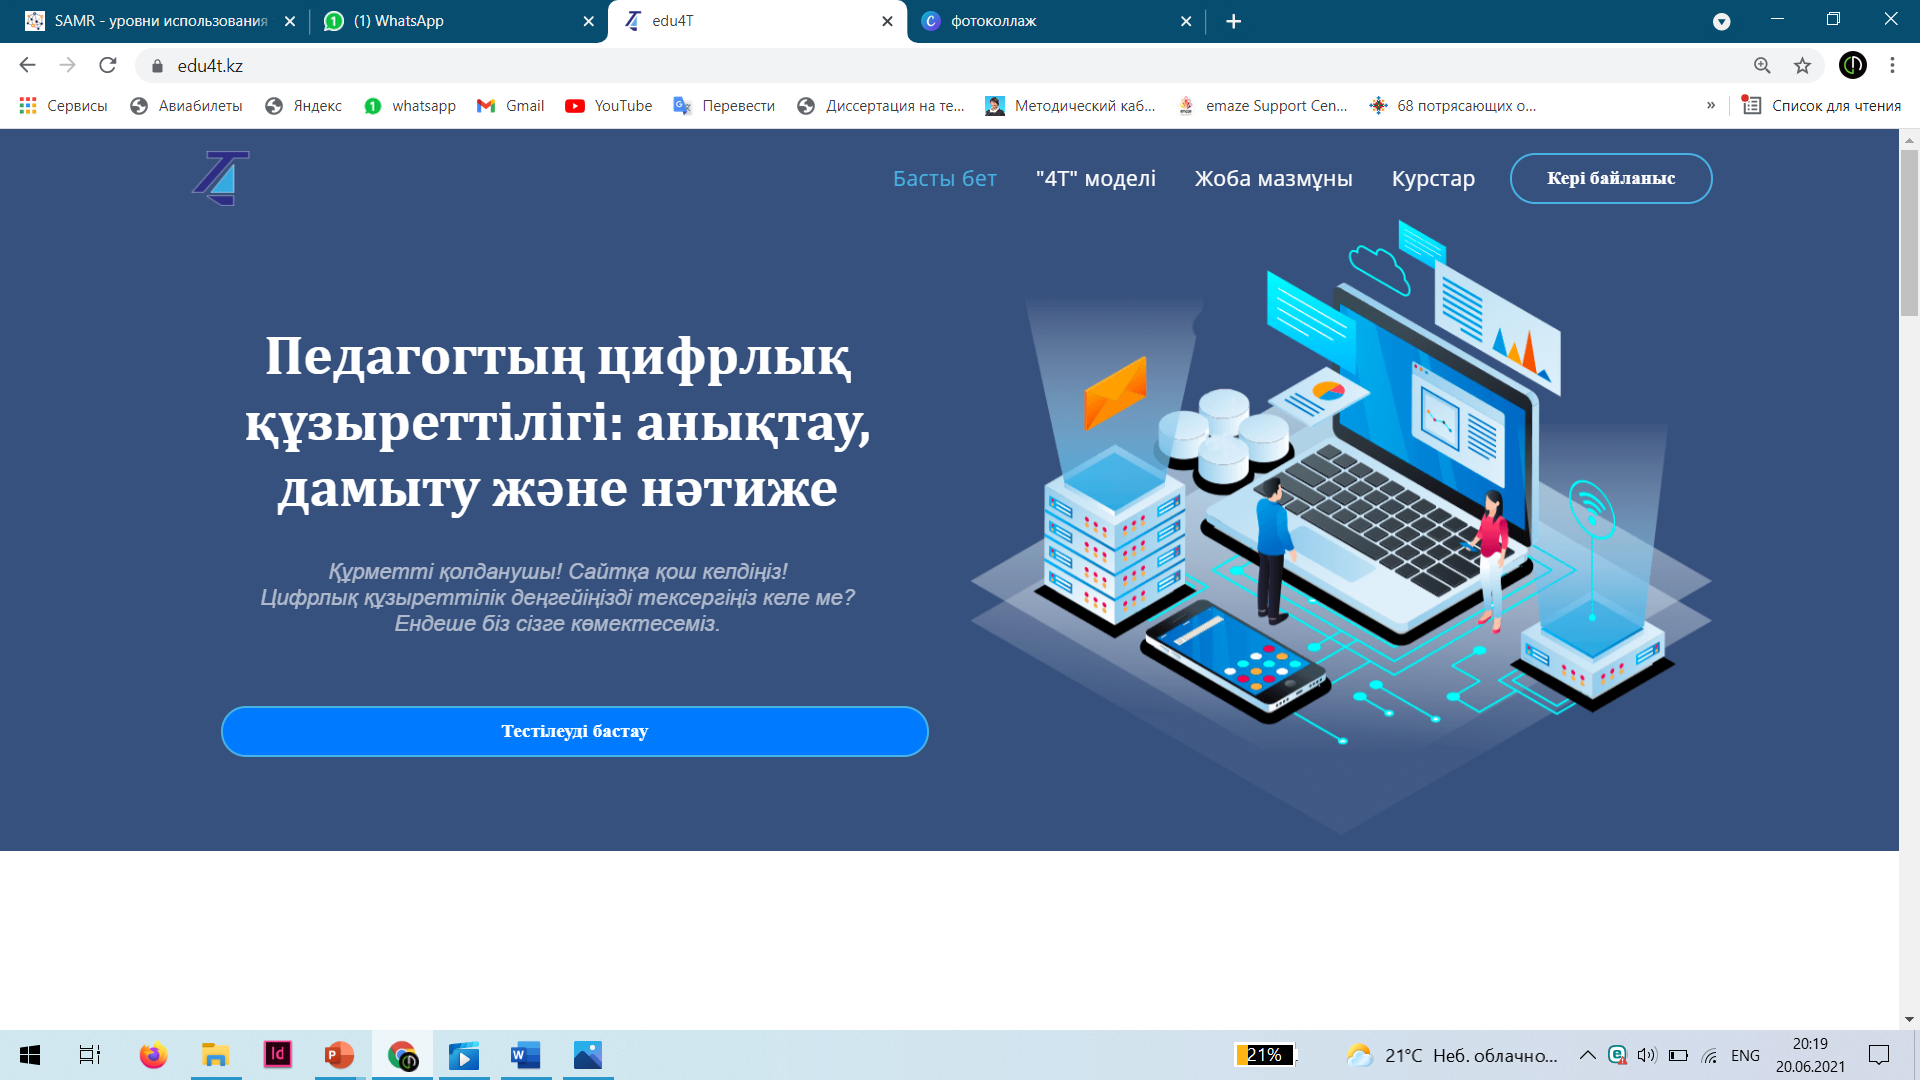 SAMR - уровни использования
(1) WhatsApp
edu4T
фотоколлаж
edu4t.kz
Сервисы
Авиабилеты
Яндекс
whatsapp
Gmail
YouTube
Перевести
Диссертация на те...
Методический каб...
emaze Support Cen...
68 потрясающих о...
»
Список для чтения
Басты бет
"4T" моделі
Жоба мазмұны
Курстар
Кері байланыс
Педагогтың цифрлық
құзыреттілігі: анықтау,
дамыту және нәтиже
Құрметті қолданушы! Сайтқа қош келдіңіз!
Цифрлық құзыреттілік деңгейіңізді тексергіңіз келе ме?
Ендеше біз сізге көмектесеміз.
Тестілеуді бастау
21%
21°C Неб. облачно...
ENG
20:19
20.06.2021